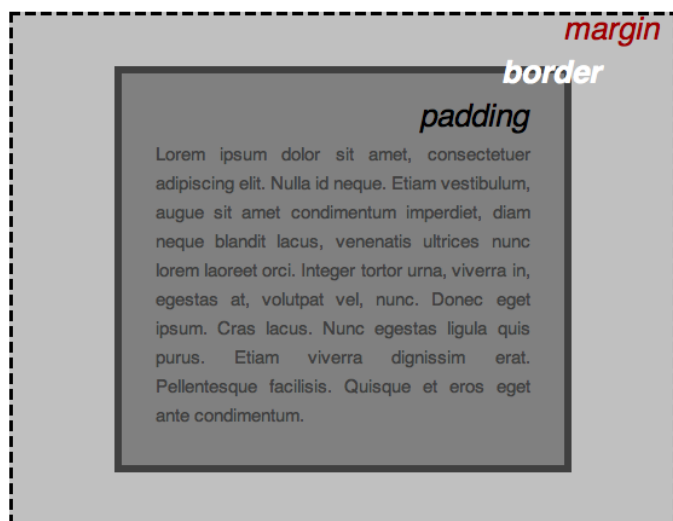 margin
border
padding
Lorem ipsum dolor sit amet, consectetuer
adipiscing elit. Nulla id neque. Etiam vestibulum,
augue sit amet condimentum imperdiet, diam
neque blandit lacus, venenatis ultrices nunc
lorem laoreet orci. Integer tortor urna, viverra in,
egestas at, volutpat vel, nunc. Donec eget
ipsum. Cras lacus. Nunc egestas ligula quis
purus. Etiam viverra dignissim erat.
Pellentesque facilisis. Quisque et eros eget
ante condimentum.